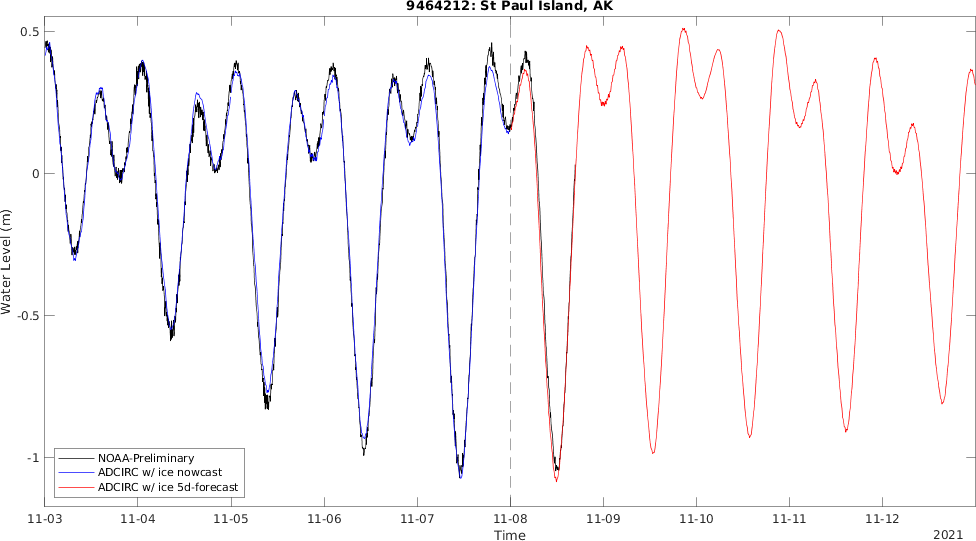 9464212: St Paul Island, AK
0.5
0
-0.5
-1
Water Level (m)
NOAA-Preliminary
ADCIRC w/ ice nowcast
ADCIRC w/ ice 5d-forecast
11-03 11-04 11-05 11-06 11-07 11-08 11-09 11-10 11-11 11-12
Time
2021